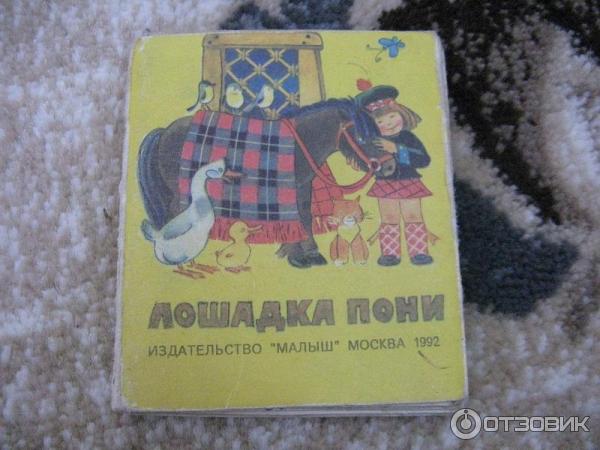 ЛОШАДКА ПОНИ
ИЗДАТЕЛЬСТВО "МАЛЫШ" МОСКВА 1992
ОТЗОВИК